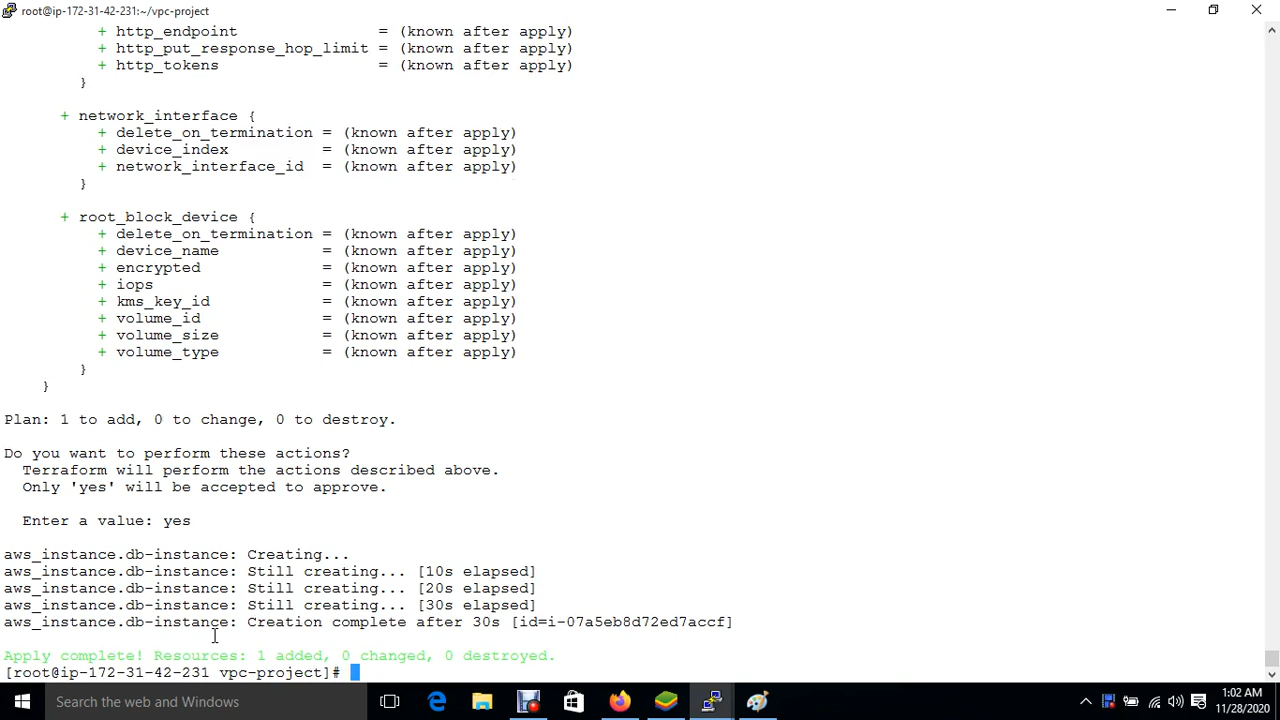 root@ip-172-31-42-231:~/vpc-project
+ http_endpoint = (known after apply)
+ http_put_response_hop_limit = (known after apply)
+ http_tokens = (known after apply)
}
+ network_interface {
+ delete_on_termination = (known after apply)
+ device_index = (known after apply)
+ network_interface_id = (known after apply)
}
+ root_block_device {
+ delete_on_termination = (known after apply)
+ device_name = (known after apply)
+ encrypted = (known after apply)
+ iops = (known after apply)
+ kms_key_id = (known after apply)
+ volume_id = (known after apply)
+ volume_size = (known after apply)
+ volume_type = (known after apply)
}
}
Plan: 1 to add, 0 to change, 0 to destroy.
Do you want to perform these actions?
Terraform will perform the actions described above.
Only 'yes' will be accepted to approve.
Enter a value: yes
aws_instance.db-instance: Creating...
aws_instance.db-instance: Still creating... [10s elapsed]
aws_instance.db-instance: Still creating... [20s elapsed]
aws_instance.db-instance: Still creating... [30s elapsed]
aws_instance.db-instance: Creation complete after 30s [id=i-07a5eb8d72ed7accf]
Apply complete! Resources: 1 added, 0 changed, 0 destroyed.
[root@ip-172-31-42-231 vpc-project]#
Search the web and Windows
1:02 AM
11/28/2020